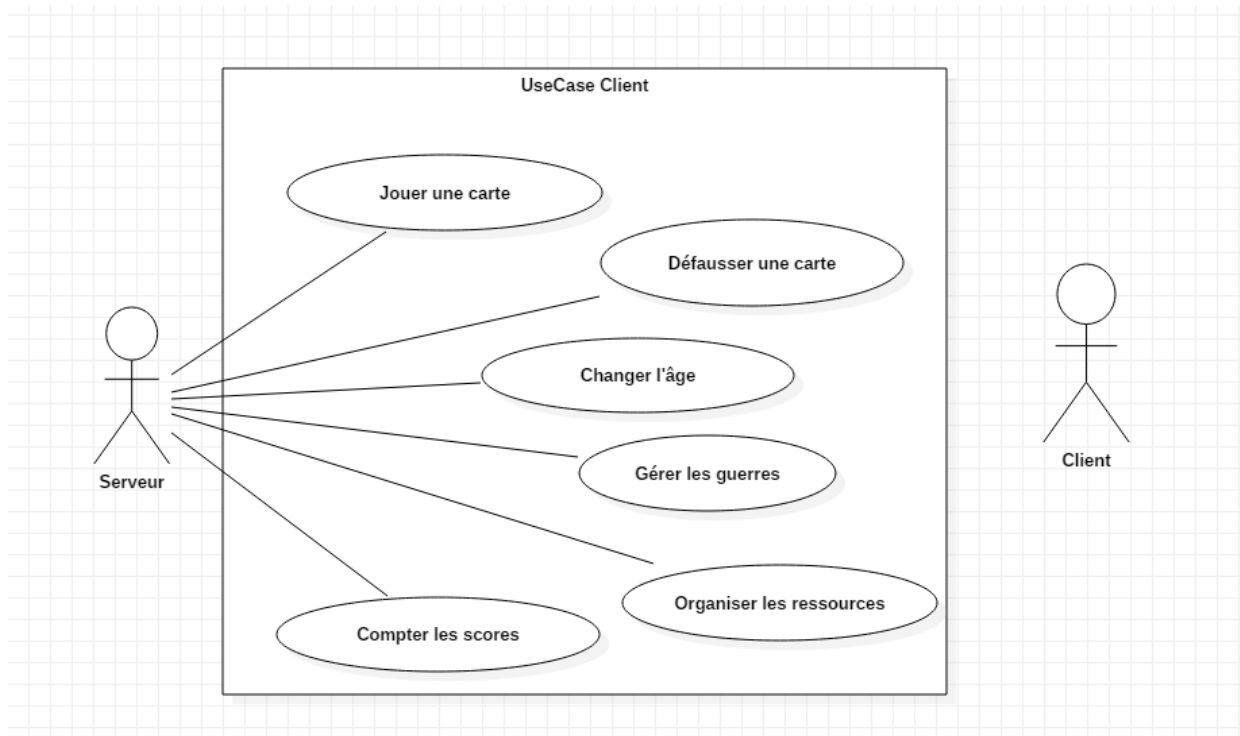 UseCase Client
Jouer une carte
Défausser une carte
Changer l'âge
Gérer les guerres
Organiser les ressources
Compter les scores
Serveur
Client